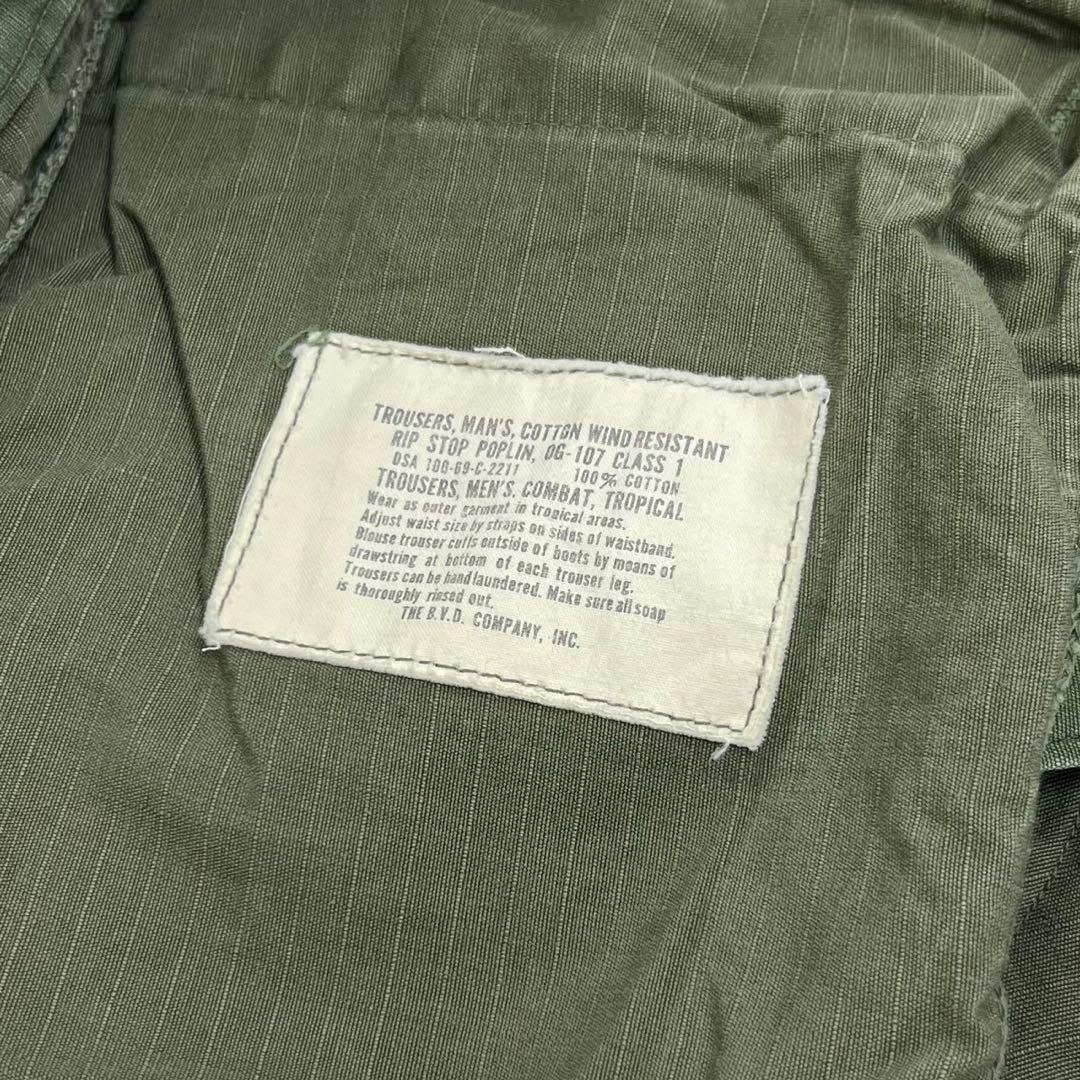 TROUSERS, MAN'S, COTTON WIND RESISTANT
RIP STOP POPLIN, OG-107 CLASS 1
DSA 100-69-C-2211 100% COTTON
TROUSERS, MEN'S, COMBAT, TROPICAL
Wear as outer garment in tropical areas.
Adjust waist size by straps on sides of waistband.
Blouse trouser cuffs outside of boots by means of
drawstring at bottom of each trouser leg.
Trousers can be hand laundered. Make sure all soap
is thoroughly rinsed out.
THE B.V.D. COMPANY, INC.